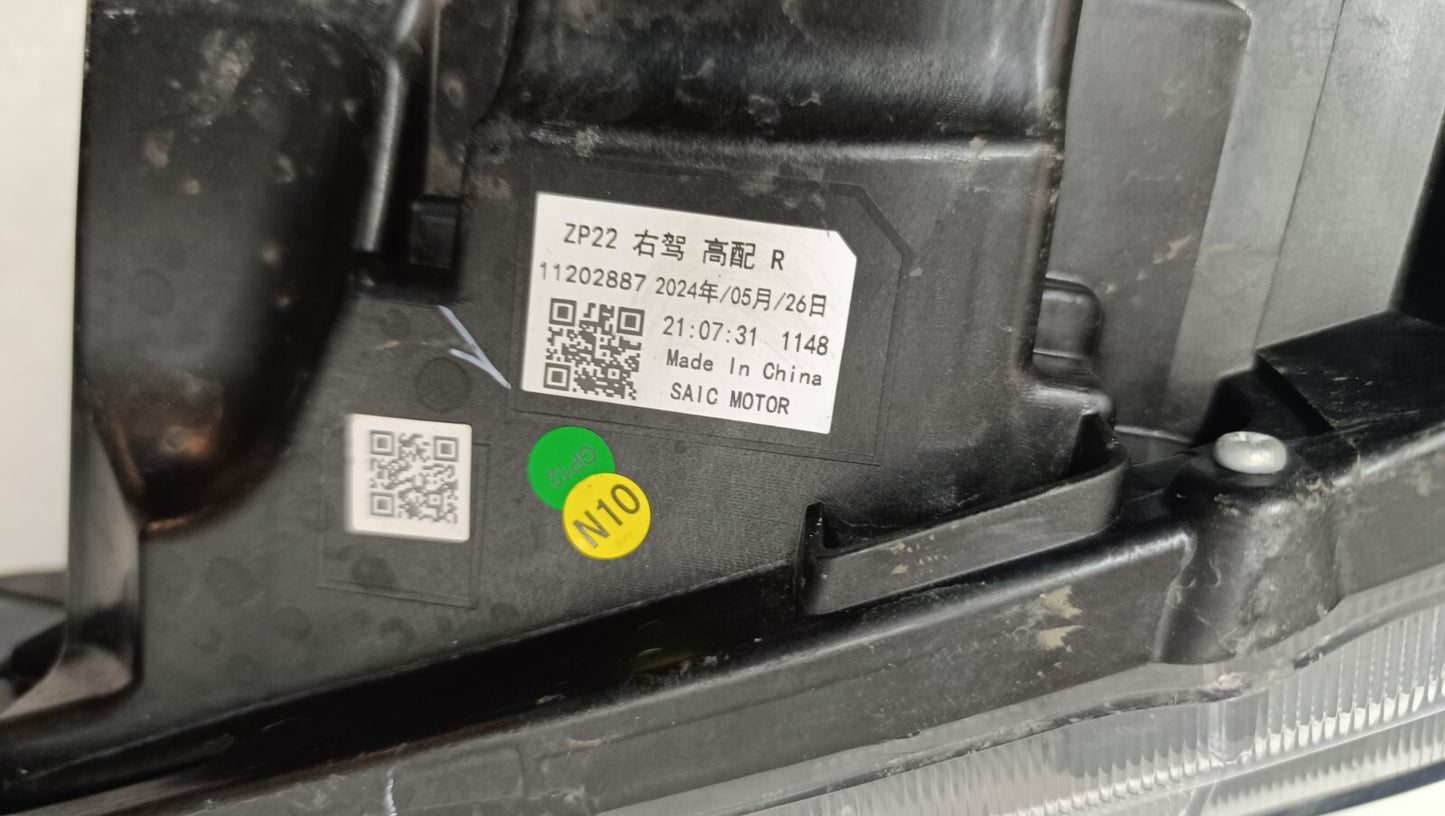 ZP22 右驾 高配 R
11202887 2024年/05月/26日
21:07:31 1148
Made In China
SAIC MOTOR
N10